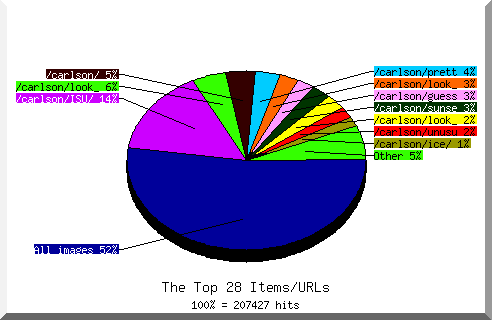 /carlson/ 5%
/carlson/look_ 6%
/carlson/ISU/ 14%
All images 52%
/carlson/prett 4%
/carlson/look_ 3%
/carlson/guess 3%
/carlson/sunse 3%
/carlson/look_ 2%
/carlson/unusu 2%
/carlson/ice/ 1%
Other 5%
The Top 28 Items/URLs
100% = 207427 hits